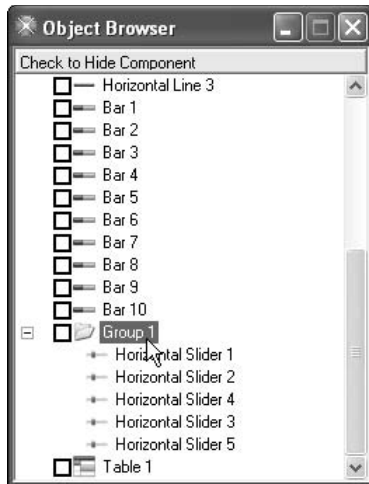 Object Browser
Check to Hide Component
Horizontal Line 3
Bar 1
Bar 2
Bar 3
Bar 4
Bar 5
Bar 6
Bar 7
Bar 8
Bar 9
Bar 10
Group 1
Horizontal Slider 1
Horizontal Slider 2
Horizontal Slider 4
Horizontal Slider 3
Horizontal Slider 5
Table 1